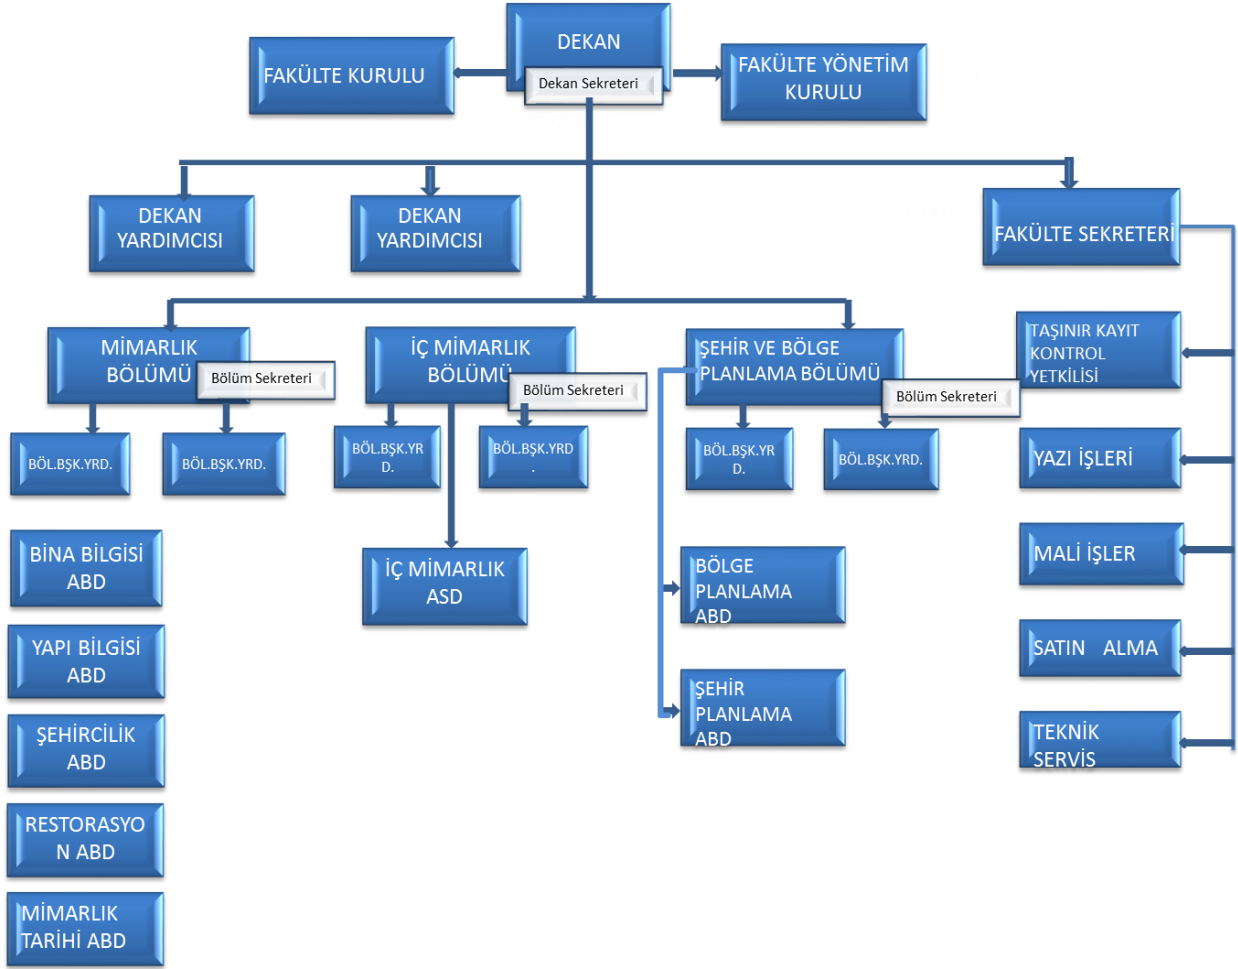 DEKAN
Dekan Sekreteri
FAKÜLTE KURULU
FAKÜLTE YÖNETİM
KURULU
DEKAN
YARDIMCISI
DEKAN
YARDIMCISI
FAKÜLTE SEKRETERİ
MİMARLIK
BÖLÜMÜ
Bölüm Sekreteri
İÇ MİMARLIK
BÖLÜMÜ
Bölüm Sekreteri
ŞEHİR VE BÖLGE
PLANLAMA BÖLÜMÜ
Bölüm Sekreteri
TAŞINIR KAYIT
KONTROL
YETKİLİSİ
BÖL.BŞK.YRD.
BÖL.BŞK.YRD.
BÖL.BŞK.YR
D.
BÖL.BŞK.YRD
.
BÖL.BŞK.YR
D.
BÖL.BŞK.YRD.
YAZI İŞLERİ
BİNA BİLGİSİ
ABD
İÇ MİMARLIK
ASD
BÖLGE
PLANLAMA
ABD
MALİ İŞLER
YAPI BİLGİSİ
ABD
SATIN ALMA
ŞEHİRCİLİK
ABD
ŞEHİR
PLANLAMA
ABD
TEKNİK
SERVİS
RESTORASYO
N ABD
MİMARLIK
TARİHİ ABD